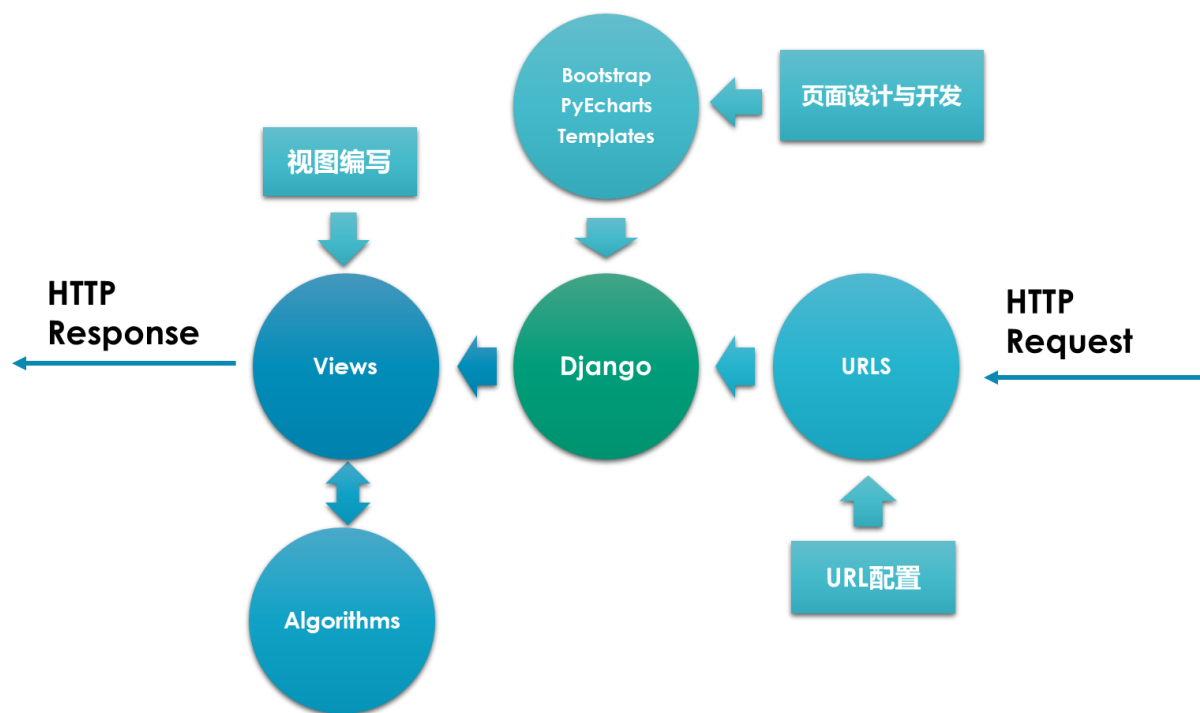 Bootstrap
PyEcharts
Templates
页面设计与开发
视图编写
HTTP
Response
Views
Django
URLS
HTTP
Request
Algorithms
URL配置